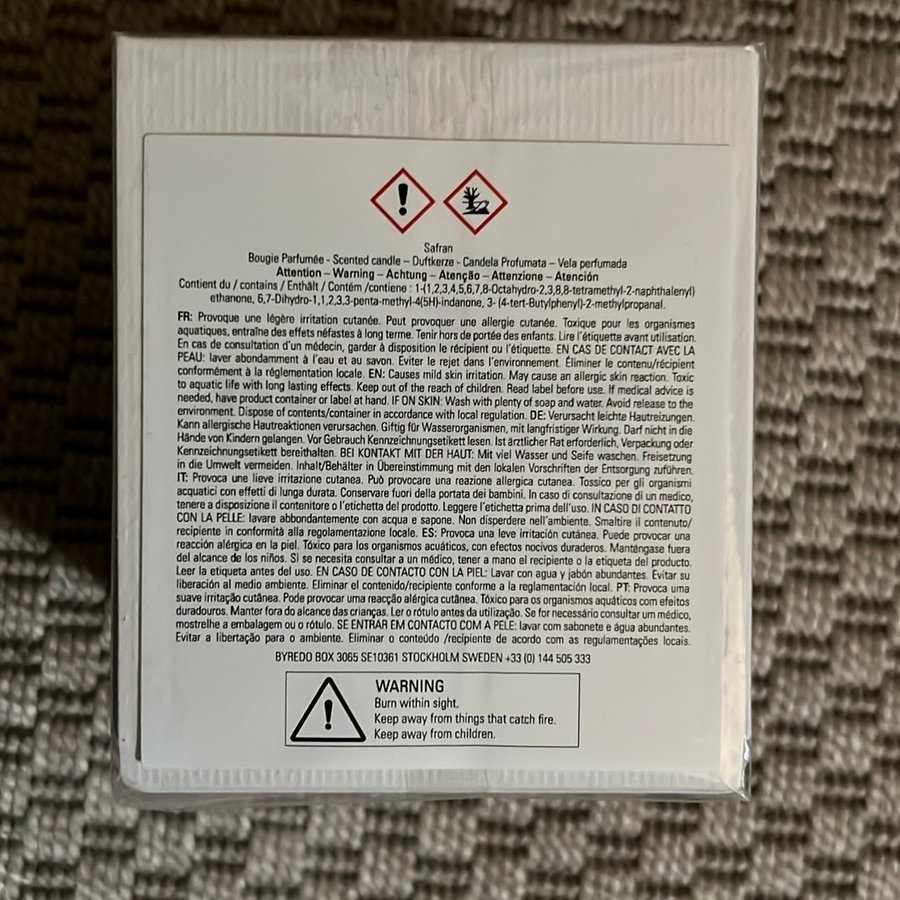 Safran
Bougie Parfumée - Scented candle – Duftkerze - Candela Profumata – Vela perfumada
Attention – Warning – Achtung – Atenção – Attenzione – Atención
Contient du / contains / Enthält / Contém /contiene : 1-(1,2,3,4,5,6,7,8-Octahydro-2,3,8,8-tetramethyl-2-naphthalenyl)
ethanone, 6,7-Dihydro-1,1,2,3,3-penta-methyl-4(5H)-indanone, 3- (4-tert-Butylphenyl)-2-methylpropanal.
FR: Provoque une légère irritation cutanée. Peut provoquer une allergie cutanée. Toxique pour les organismes
aquatiques, entraîne des effets néfastes à long terme. Tenir hors de portée des enfants. Lire l'étiquette avant utilisation.
En cas de consultation d'un médecin, garder à disposition le récipient ou l'étiquette. EN CAS DE CONTACT AVEC LA
PEAU: laver abondamment à l'eau et au savon. Éviter le rejet dans l'environnement. Éliminer le contenu/récipient
conformément à la réglementation locale. EN: Causes mild skin irritation. May cause an allergic skin reaction. Toxic
to aquatic life with long lasting effects. Keep out of the reach of children. Read label before use. If medical advice is
needed, have product container or label at hand. IF ON SKIN: Wash with plenty of soap and water. Avoid release to the
environment. Dispose of contents/container in accordance with local regulation. DE: Verursacht leichte Hautreizungen.
Kann allergische Hautreaktionen verursachen. Giftig für Wasserorganismen, mit langfristiger Wirkung. Darf nicht in die
Hände von Kindern gelangen. Vor Gebrauch Kennzeichnungsetikett lesen. Ist ärztlicher Rat erforderlich, Verpackung oder
Kennzeichnungsetikett bereithalten. BEI KONTAKT MIT DER HAUT: Mit viel Wasser und Seife waschen. Freisetzung
in die Umwelt vermeiden. Inhalt/Behälter in Übereinstimmung mit den lokalen Vorschriften der Entsorgung zuführen.
IT: Provoca una lieve irritazione cutanea. Può provocare una reazione allergica cutanea. Tossico per gli organismi
acquatici con effetti di lunga durata. Conservare fuori della portata dei bambini. In caso di consultazione di un medico,
tenere a disposizione il contenitore o l'etichetta del prodotto. Leggere l'etichetta prima dell'uso. IN CASO DI CONTATTO
CON LA PELLE: lavare abbondantemente con acqua e sapone. Non disperdere nell'ambiente. Smaltire il contenuto/
recipiente in conformità alla regolamentazione locale. ES: Provoca una leve irritación cutánea. Puede provocar una
reacción alérgica en la piel. Tóxico para los organismos acuáticos, con efectos nocivos duraderos. Manténgase fuera
del alcance de los niños. Si se necesita consultar a un médico, tener a mano el recipiente o la etiqueta del producto.
Leer la etiqueta antes del uso. EN CASO DE CONTACTO CON LA PIEL: Lavar con agua y jabón abundantes. Evitar su
liberación al medio ambiente. Eliminar el contenido/recipiente conforme a la reglamentación local. PT: Provoca uma
suave irritação cutânea. Pode provocar uma reacção alérgica cutânea. Tóxico para os organismos aquáticos com efeitos
duradouros. Manter fora do alcance das crianças. Ler o rótulo antes da utilização. Se for necessário consultar um médico,
mostrelhe a embalagem ou o rótulo. SE ENTRAR EM CONTACTO COM A PELE: lavar com sabonete e água abundantes.
Evitar a libertação para o ambiente. Eliminar o conteúdo /recipiente de acordo com as regulamentações locais.
BYREDO BOX 3065 SE10361 STOCKHOLM SWEDEN +33 (0) 144 505 333
WARNING
Burn within sight.
Keep away from things that catch fire.
Keep away from children.